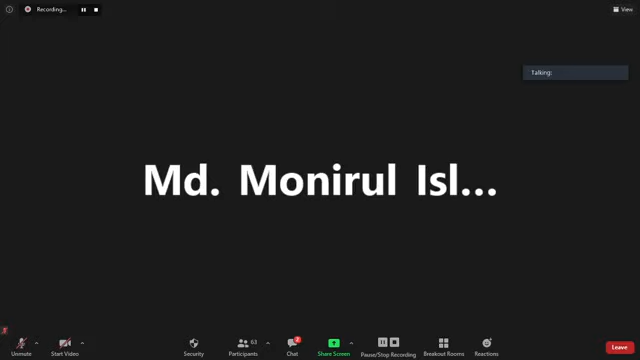 Recording...
View
Talking:
Md. Monirul Isl...
Unmute
Start Video
Security
63
Participants
2
Chat
Share Screen
Pause/Stop Recording
Breakout Rooms
Reactions
Leave